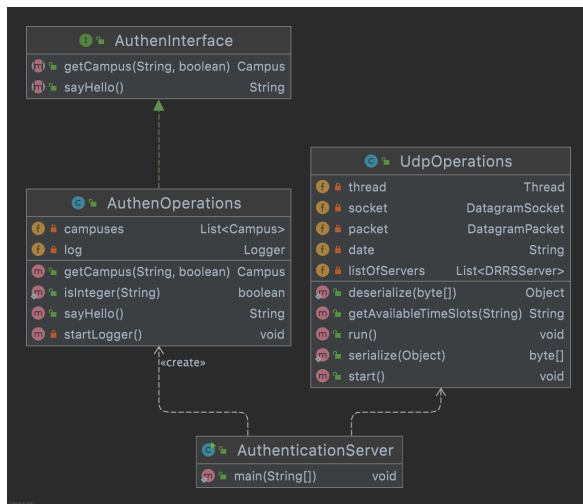 AuthenInterface
getCampus(String, boolean) Campus
sayHello() String
AuthenOperations
campuses List<Campus>
log Logger
getCampus(String, boolean) Campus
isInteger(String) boolean
sayHello() String
startLogger() void
UdpOperations
thread Thread
socket DatagramSocket
packet DatagramPacket
date String
listOfServers List<DRRSServer>
deserialize(byte[]) Object
getAvailableTimeSlots(String) String
run() void
serialize(Object) byte[]
start() void
«create»
AuthenticationServer
main(String[]) void